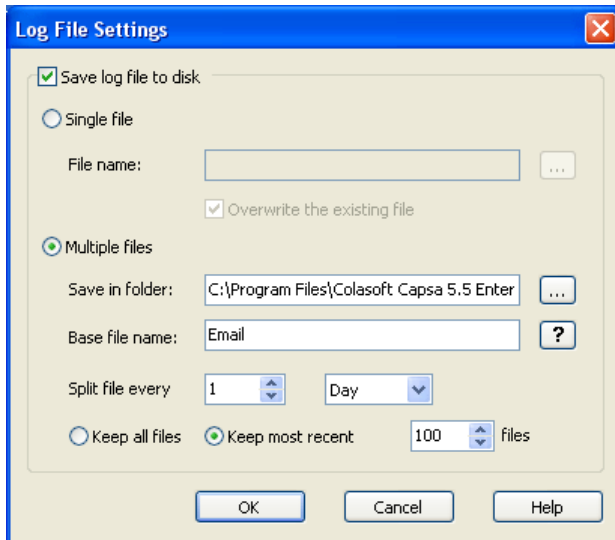 Log File Settings
Save log file to disk
Single file
File name:
...
Overwrite the existing file
Multiple files
Save in folder: C:\Program Files\Colasoft Capsa 5.5 Enter ...
Base file name: Email ?
Split file every 1 Day
Keep all files Keep most recent 100 files
OK Cancel Help